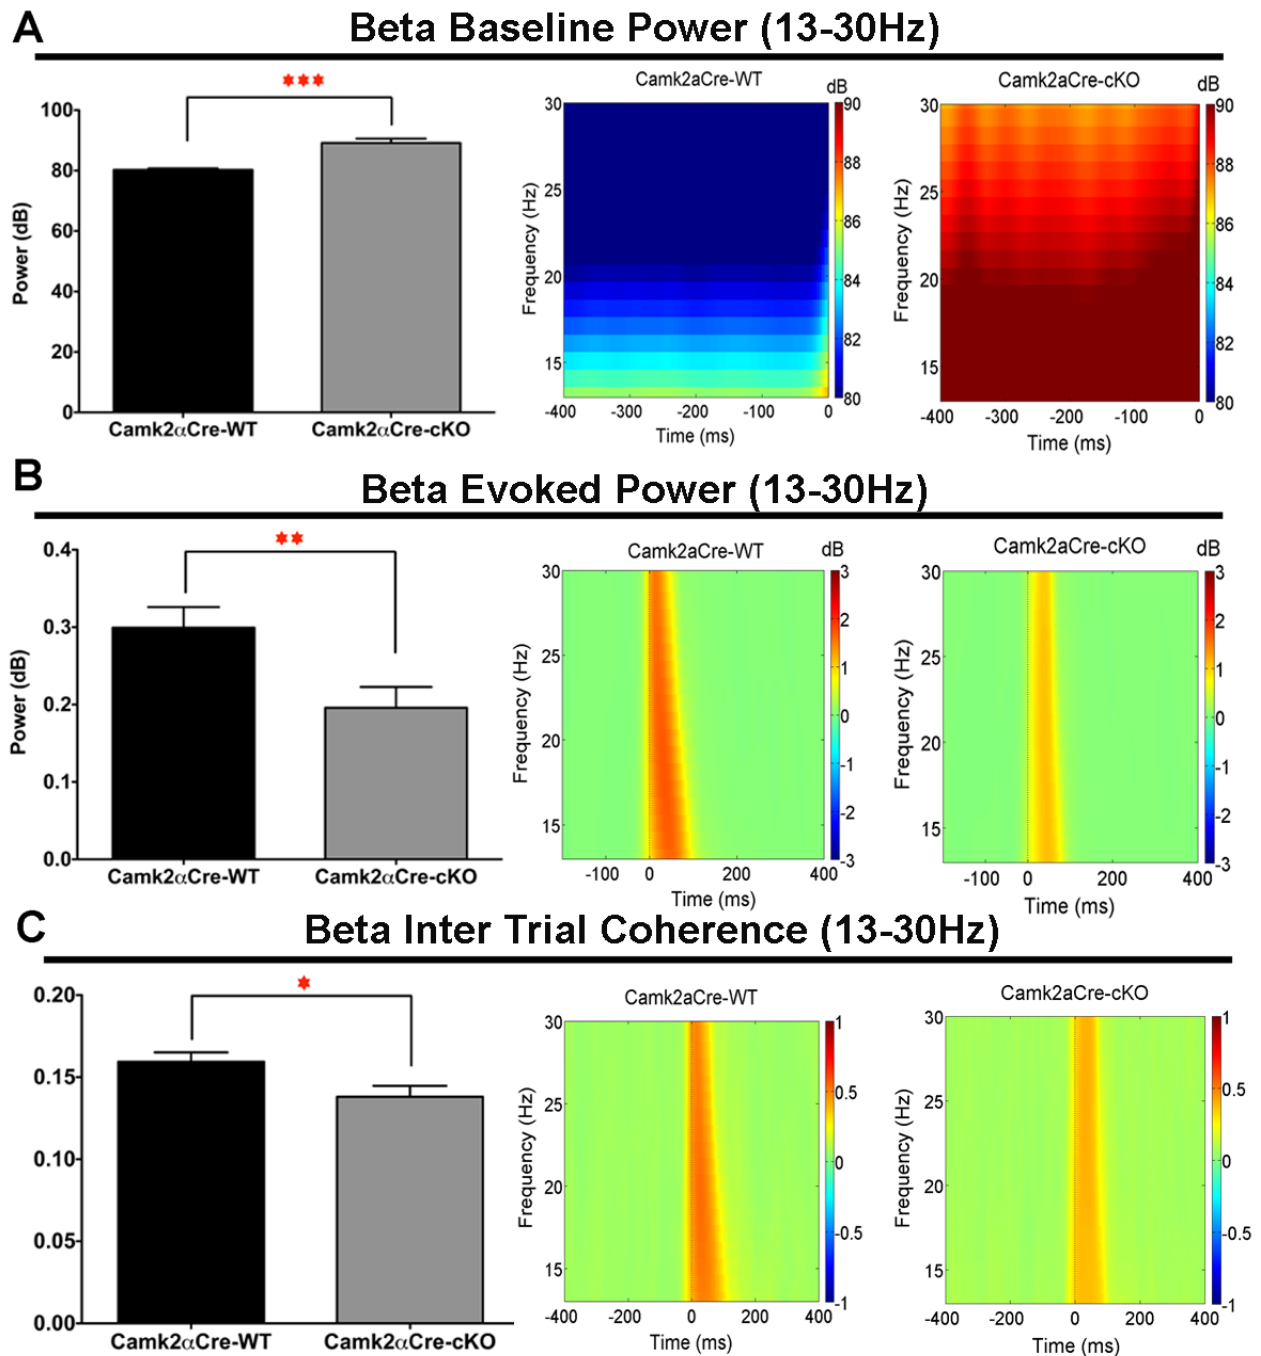 A
Beta Baseline Power (13-30Hz)
***
Power (dB)
100
80
60
40
20
0
Camk2αCre-WT
Camk2αCre-cKO
Camk2aCre-WT
dB
Frequency (Hz)
30
25
20
15
-400
-300
-200
-100
0
Time (ms)
90
88
86
84
82
80
Camk2aCre-cKO
dB
Frequency (Hz)
30
25
20
15
-400
-300
-200
-100
0
Time (ms)
90
88
86
84
82
80
B
Beta Evoked Power (13-30Hz)
**
Power (dB)
0.4
0.3
0.2
0.1
0.0
Camk2αCre-WT
Camk2αCre-cKO
Camk2aCre-WT
dB
Frequency (Hz)
30
25
20
15
-100
0
200
400
Time (ms)
3
2
1
0
-1
-2
-3
Camk2aCre-cKO
dB
Frequency (Hz)
30
25
20
15
-100
0
200
400
Time (ms)
3
2
1
0
-1
-2
-3
C
Beta Inter Trial Coherence (13-30Hz)
*
0.20
0.15
0.10
0.05
0.00
Camk2αCre-WT
Camk2αCre-cKO
Camk2aCre-WT
Frequency (Hz)
30
25
20
15
-400
-200
0
200
400
Time (ms)
1
0.5
0
-0.5
-1
Camk2aCre-cKO
Frequency (Hz)
30
25
20
15
-400
-200
0
200
400
Time (ms)
1
0.5
0
-0.5
-1